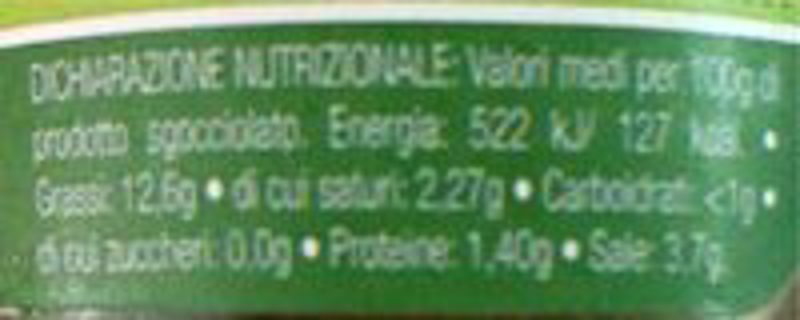 DICHIARAZIONE NUTRIZIONALE: Valori medi per 100g di
prodotto sgocciolato. Energia: 522 kJ/ 127 kcal. •
Grassi: 12,6g • di cui saturi: 2,27g • Carboidrati: <1g •
di cui zuccheri: 0,0g • Proteine: 1,40g • Sale: 3,7g.